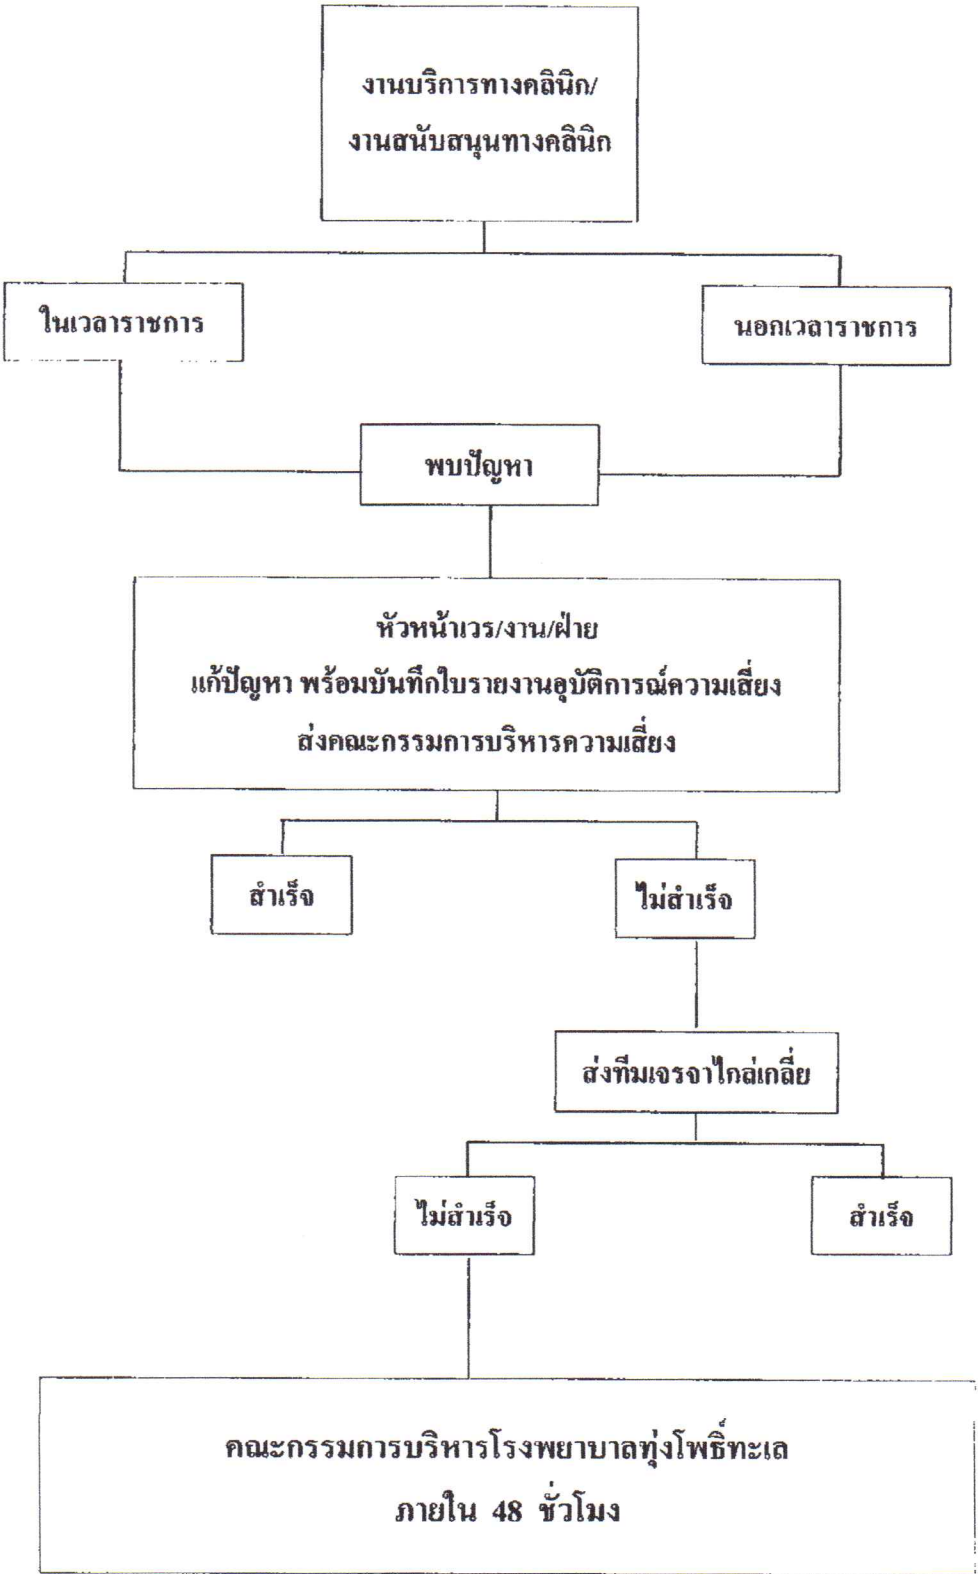 งานบริการทางคลินิก/
งานสนับสนุนทางคลินิก
ในเวลาราชการ
นอกเวลาราชการ
พบปัญหา
หัวหน้าเวร/งาน/ฝ่าย
แก้ปัญหา พร้อมบันทึกใบรายงานอุบัติการณ์ความเสี่ยง
ส่งคณะกรรมการบริหารความเสี่ยง
สำเร็จ
ไม่สำเร็จ
ส่งทีมเจรจาไกล่เกลี่ย
ไม่สำเร็จ
สำเร็จ
คณะกรรมการบริหารโรงพยาบาลทุ่งโพธิ์ทะเล
ภายใน 48 ชั่วโมง